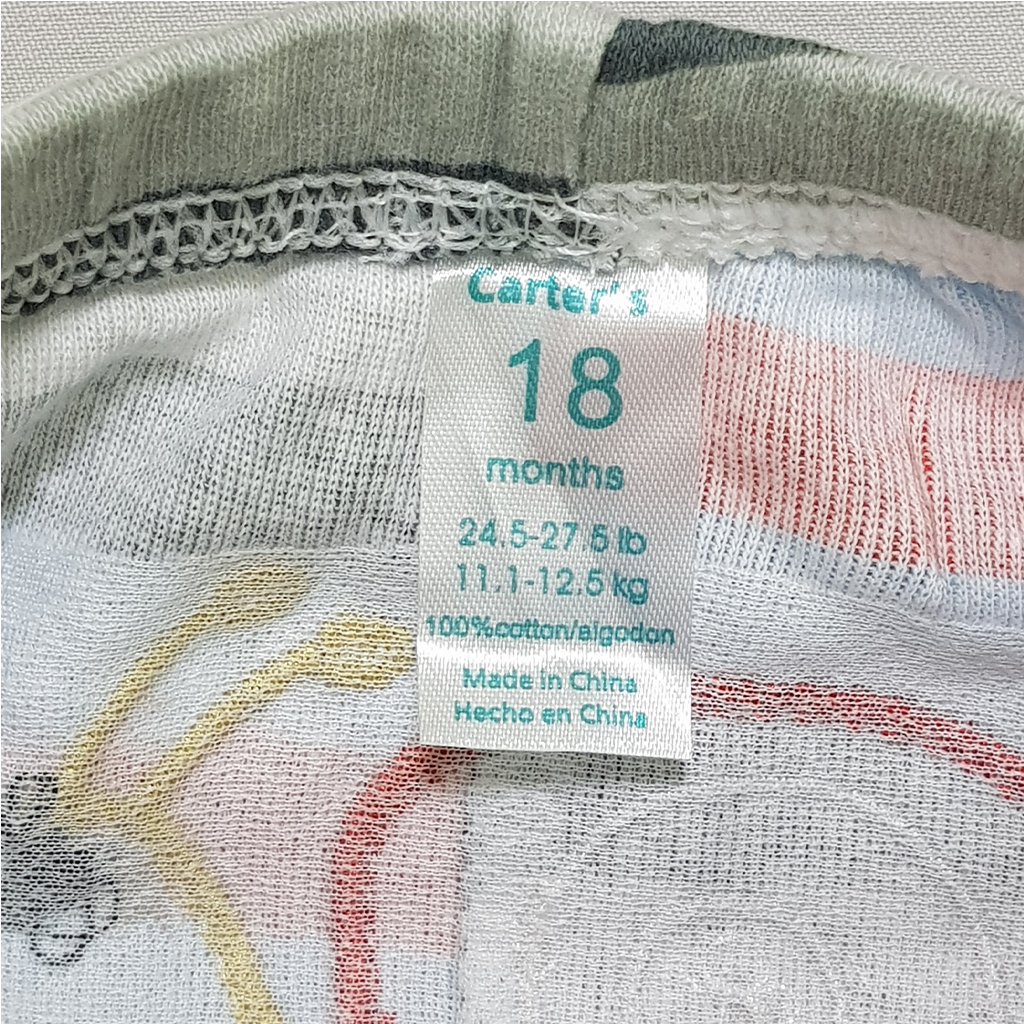 Carter's
18
months
24.5-27.5 lb
11.1-12.5 kg
100%cotton/algodon
Made in China
Hecho en China